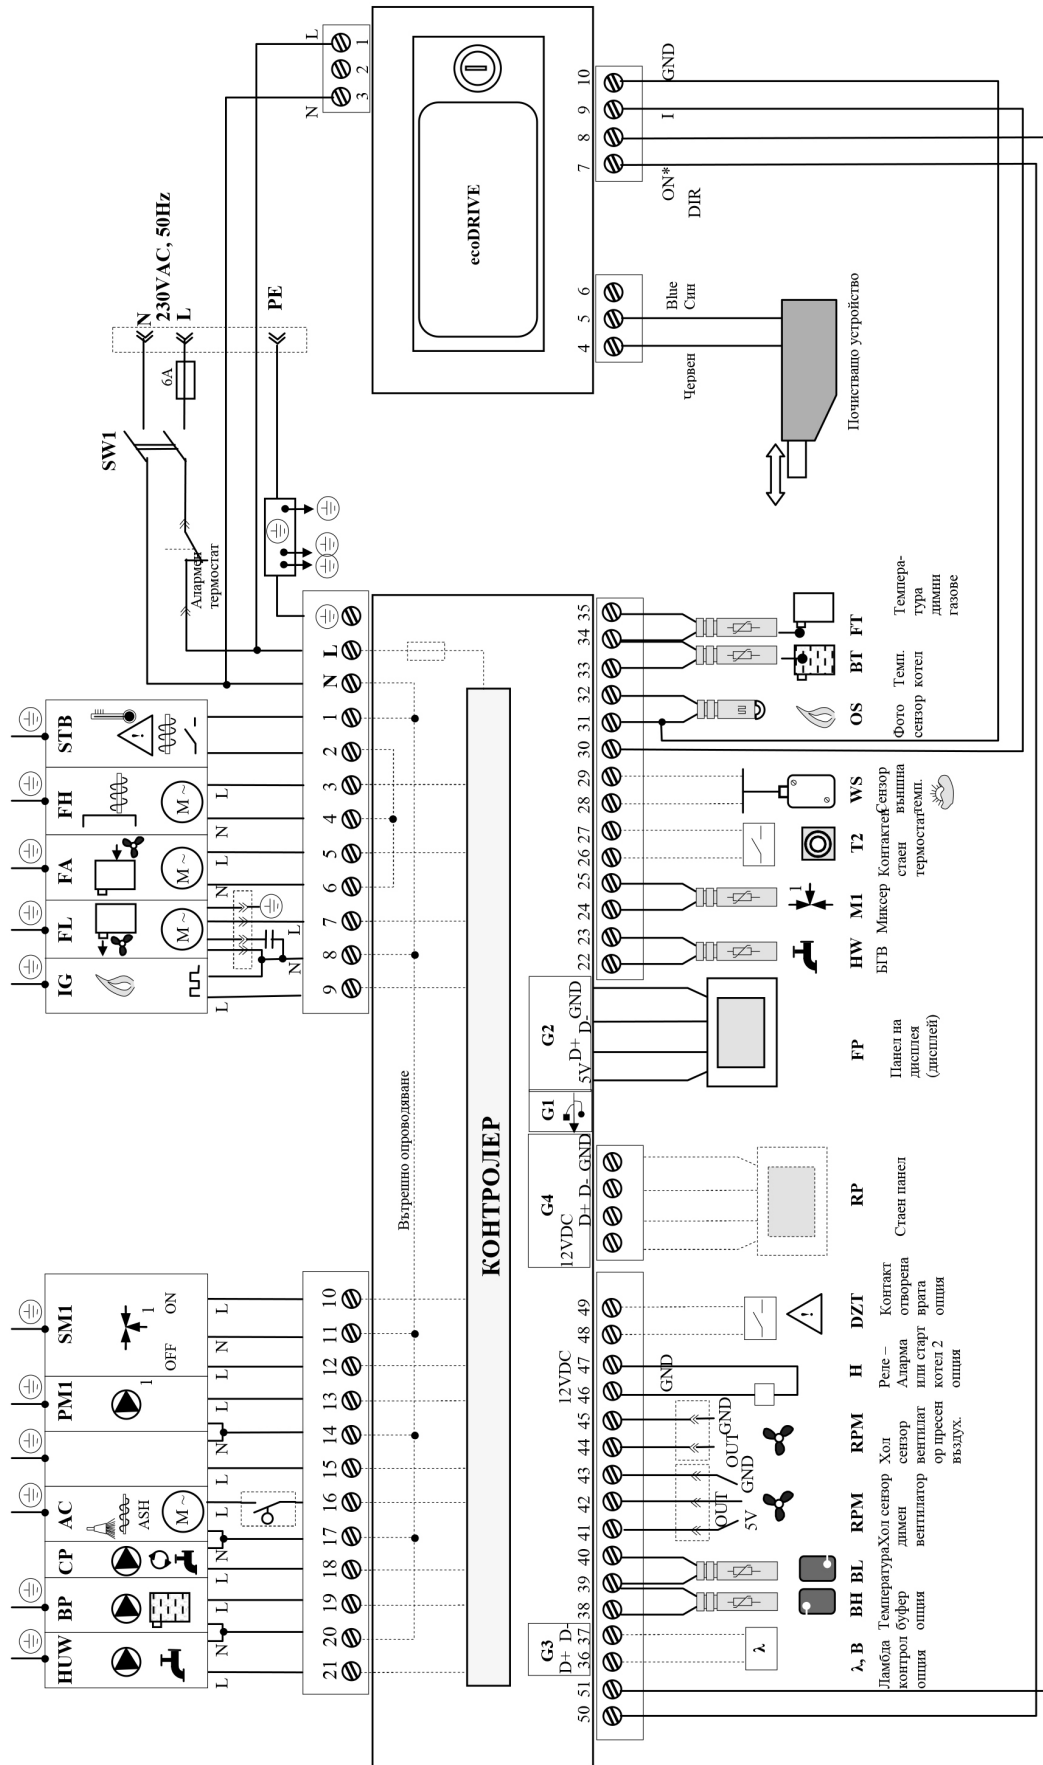 L
1
2
3
N
ecoDRIVE
10
9
8
7
GND
I
ON*
DIR
6
5
4
Blue
Син
Червен
Почистващо устройство
N
230VAC, 50Hz
L
PE
6A
SW1
Алармен
термостат
STB
FH
M ~
L
N
FA
M ~
L
N
FL
M ~
L
N
IG
L
L
N
1
2
3
4
5
6
7
8
9
Вътрешно опроводяване
КОНТРОЛЕР
35
34
33
32
31
30
29
28
27
26
25
24
23
22
FT
Темпера-
тура
димни
газове
BT
Темп.
котел
OS
Фото
сензор
WS
Сензор
външна
темп.
T2
Контактен
стаен
термостат
M1
Миксер
1
HW
БГВ
G2
GND
D-
D+
5V
FP
Панел на
дисплея
(дисплей)
G1
G4
GND
D-
D+
12VDC
RP
Стаен панел
SM1
1
ON
OFF
L
N
L
PM1
1
L
N
L
AC
ASH
M ~
L
N
CP
L
BP
L
N
HUW
L
10
11
12
13
14
15
16
17
18
19
20
21
49
48
47
46
45
44
43
42
41
40
39
38
37
36
51
50
12VDC
GND
DZT
Контакт
отворена
врата
опция
H
Реле –
Аларма
или старт
котел 2
опция
GND
OUT
RPM
Хол
сензор
вентилат
ор пресен
въздух.
GND
OUT
5V
RPM
Хол сензор
димен
вентилатор
BL
BH
Температура
буфер
опция
G3
D-
D+
λ
λ, B
Ламбда
контрол
опция